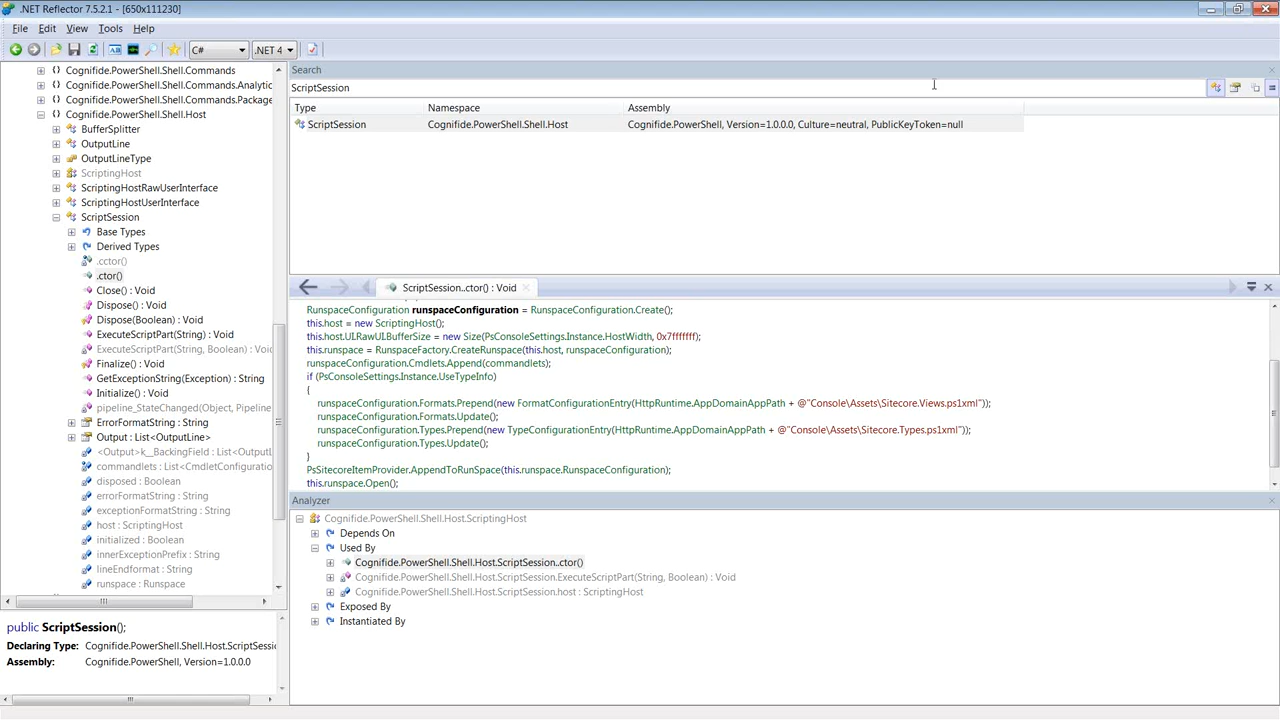 .NET Reflector 7.5.2.1 - [650x111230]
File Edit View Tools Help
C# .NET 4
Cognifide.PowerShell.Shell.Commands
Cognifide.PowerShell.Shell.Commands.Analytic
Cognifide.PowerShell.Shell.Commands.Package
Cognifide.PowerShell.Shell.Host
BufferSplitter
OutputLine
OutputLineType
ScriptingHost
ScriptingHostRawUserInterface
ScriptingHostUserInterface
ScriptSession
Base Types
Derived Types
.cctor()
.ctor()
Close() : Void
Dispose() : Void
Dispose(Boolean) : Void
ExecuteScriptPart(String) : Void
ExecuteScriptPart(String, Boolean) : Voic
Finalize() : Void
GetExceptionString(Exception) : String
Initialize() : Void
pipeline_StateChanged(Object, Pipeline
ErrorFormatString : String
Output : List<OutputLine>
<Output>k__BackingField : List<OutputL
commandlets : List<CmdletConfiguratio
disposed : Boolean
errorFormatString : String
exceptionFormatString : String
host : ScriptingHost
initialized : Boolean
innerExceptionPrefix : String
lineEndformat : String
runspace : Runspace
public ScriptSession();
Declaring Type: Cognifide.PowerShell.Shell.Host.ScriptSessi
Assembly: Cognifide.PowerShell, Version=1.0.0.0
Search
ScriptSession
Type Namespace Assembly
ScriptSession Cognifide.PowerShell.Shell.Host Cognifide.PowerShell, Version=1.0.0.0, Culture=neutral, PublicKeyToken=null
ScriptSession..ctor() : Void
RunspaceConfiguration runspaceConfiguration = RunspaceConfiguration.Create();
this.host = new ScriptingHost();
this.host.UI.RawUI.BufferSize = new Size(PsConsoleSettings.Instance.HostWidth, 0x7fffffff);
this.runspace = RunspaceFactory.CreateRunspace(this.host, runspaceConfiguration);
runspaceConfiguration.Cmdlets.Append(commandlets);
if (PsConsoleSettings.Instance.UseTypeInfo)
{
runspaceConfiguration.Formats.Prepend(new FormatConfigurationEntry(HttpRuntime.AppDomainAppPath + @"Console\Assets\Sitecore.Views.ps1xml"));
runspaceConfiguration.Formats.Update();
runspaceConfiguration.Types.Prepend(new TypeConfigurationEntry(HttpRuntime.AppDomainAppPath + @"Console\Assets\Sitecore.Types.ps1xml"));
runspaceConfiguration.Types.Update();
}
PsSitecoreItemProvider.AppendToRunSpace(this.runspace.RunspaceConfiguration);
this.runspace.Open();
Analyzer
Cognifide.PowerShell.Shell.Host.ScriptingHost
Depends On
Used By
Cognifide.PowerShell.Shell.Host.ScriptSession..ctor()
Cognifide.PowerShell.Shell.Host.ScriptSession.ExecuteScriptPart(String, Boolean) : Void
Cognifide.PowerShell.Shell.Host.ScriptSession.host : ScriptingHost
Exposed By
Instantiated By